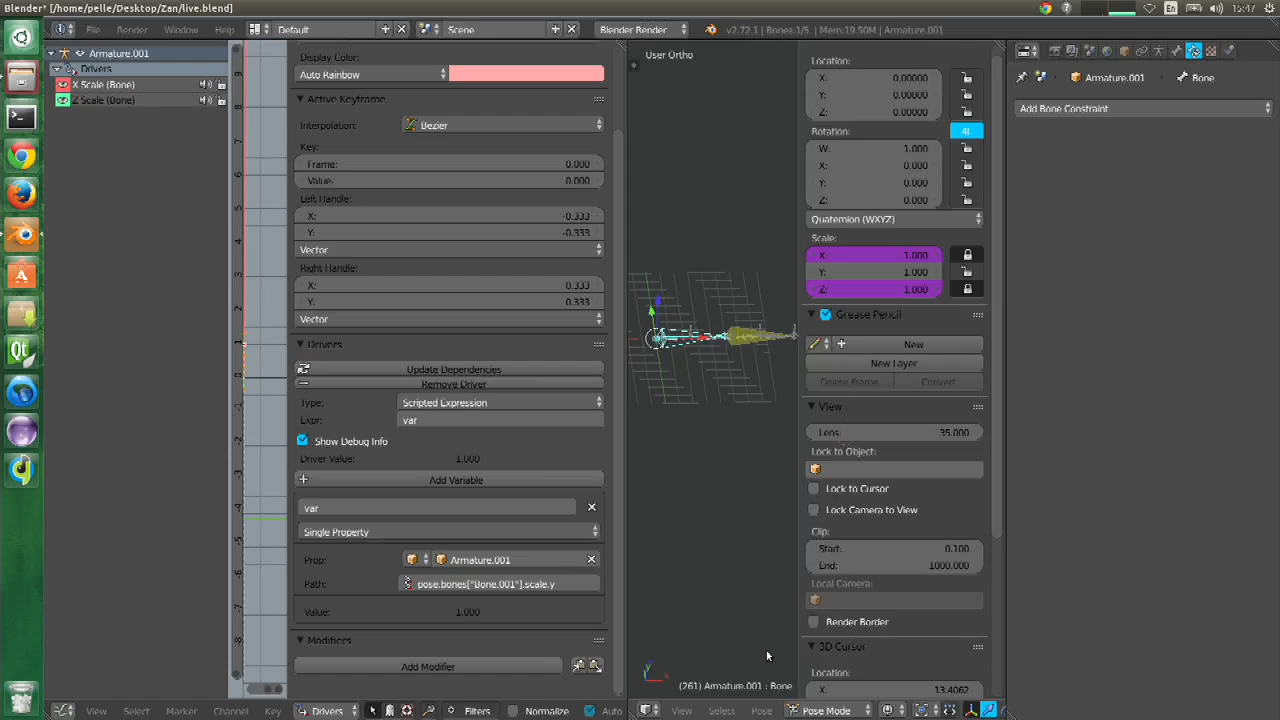 Blender* [/home/pelle/Desktop/Zan/live.blend]
En
15:17
File
Render
Window
Help
Default
Scene
Blender Render
v2.72.1 | Bones:1/5 | Mem:19.50M | Armature.001
Armature.001
Drivers
X Scale (Bone)
Z Scale (Bone)
Display Color:
Auto Rainbow
Active Keyframe
Interpolation:
Bezier
Key:
Frame: 0.000
Value: 0.000
Left Handle:
X: -0.333
Y: -0.333
Vector
Right Handle:
X: 0.333
Y: 0.333
Vector
Drivers
Update Dependencies
Remove Driver
Type: Scripted Expression
Expr: var
Show Debug Info
Driver Value: 1.000
Add Variable
var
Single Property
Prop: Armature.001
Path: pose.bones["Bone.001"].scale.y
Value: 1.000
Modifiers
Add Modifier
View
Select
Marker
Channel
Key
Drivers
Filters
Normalize
Auto
User Ortho
(261) Armature.001 : Bone
View
Select
Pose
Pose Mode
Location:
X: 0.00000
Y: 0.00000
Z: 0.00000
Rotation:
4L
W: 1.000
X: 0.000
Y: 0.000
Z: 0.000
Quaternion (WXYZ)
Scale:
X: 1.000
Y: 1.000
Z: 1.000
Grease Pencil
New
New Layer
Delete Frame
Convert
View
Lens: 35.000
Lock to Object:
Lock to Cursor
Lock Camera to View
Clip:
Start: 0.100
End: 1000.000
Local Camera:
Render Border
3D Cursor
Location:
X: 13.4062
Armature.001
Bone
Add Bone Constraint